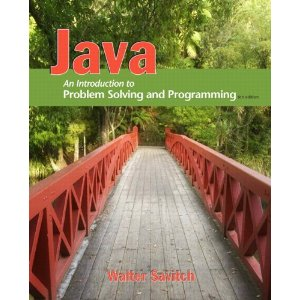 Java
An Introduction to
Problem Solving and Programming
Walter Savitch